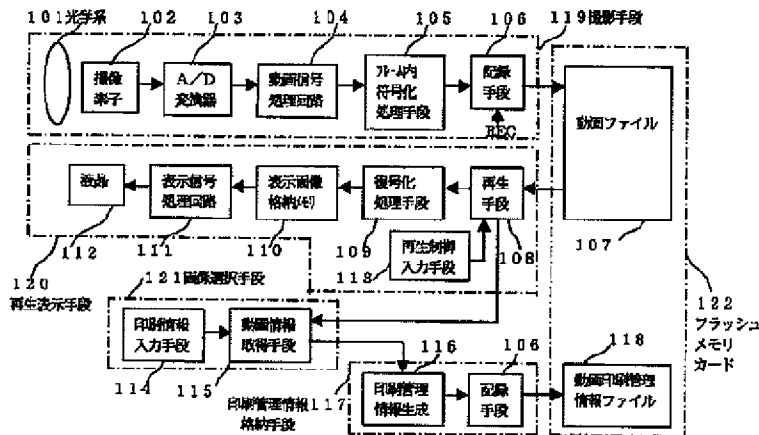 101光学系
102
103
104
105
106
119撮影手段
撮像
素子
A/D
変換器
動画信号
処理回路
フレーム内
符号化
処理手段
記録
手段
REC
動画ファイル
107
液晶
表示信号
処理回路
表示画像
格納メモリ
復号化
処理手段
再生
手段
112
111
110
109
108
113
再生制御
入力手段
120
再生表示手段
121画像選択手段
印刷情報
入力手段
動画情報
取得手段
114
115
122
フラッシュ
メモリ
カード
116
106
118
印刷管理情報117
格納手段
印刷管理
情報生成
記録
手段
動画印刷管理
情報ファイル